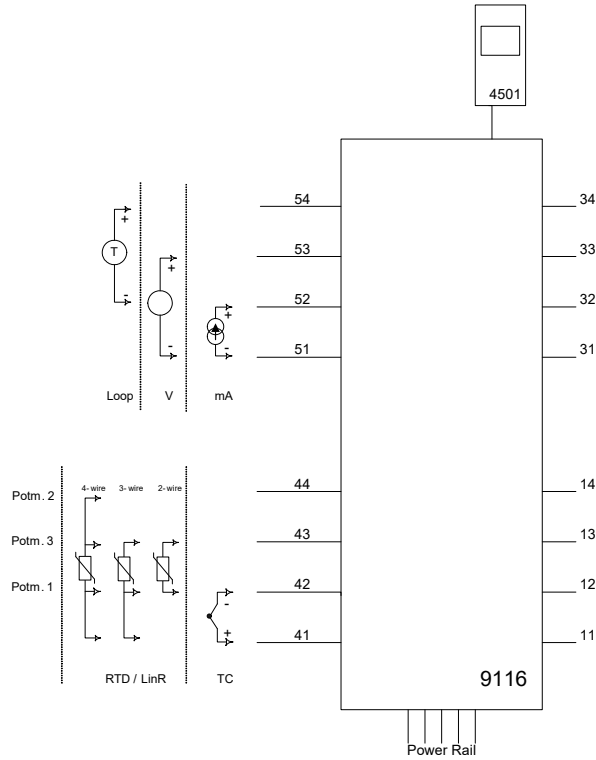 4501
54
34
+
T
53
33
+
-
52
32
+
-
-
51
31
Loop
V
mA
4- wire
3- wire
2- wire
44
14
Potm. 2
43
13
Potm. 3
Potm. 1
42
12
-
+
41
11
RTD / LinR
TC
9116
Power Rail